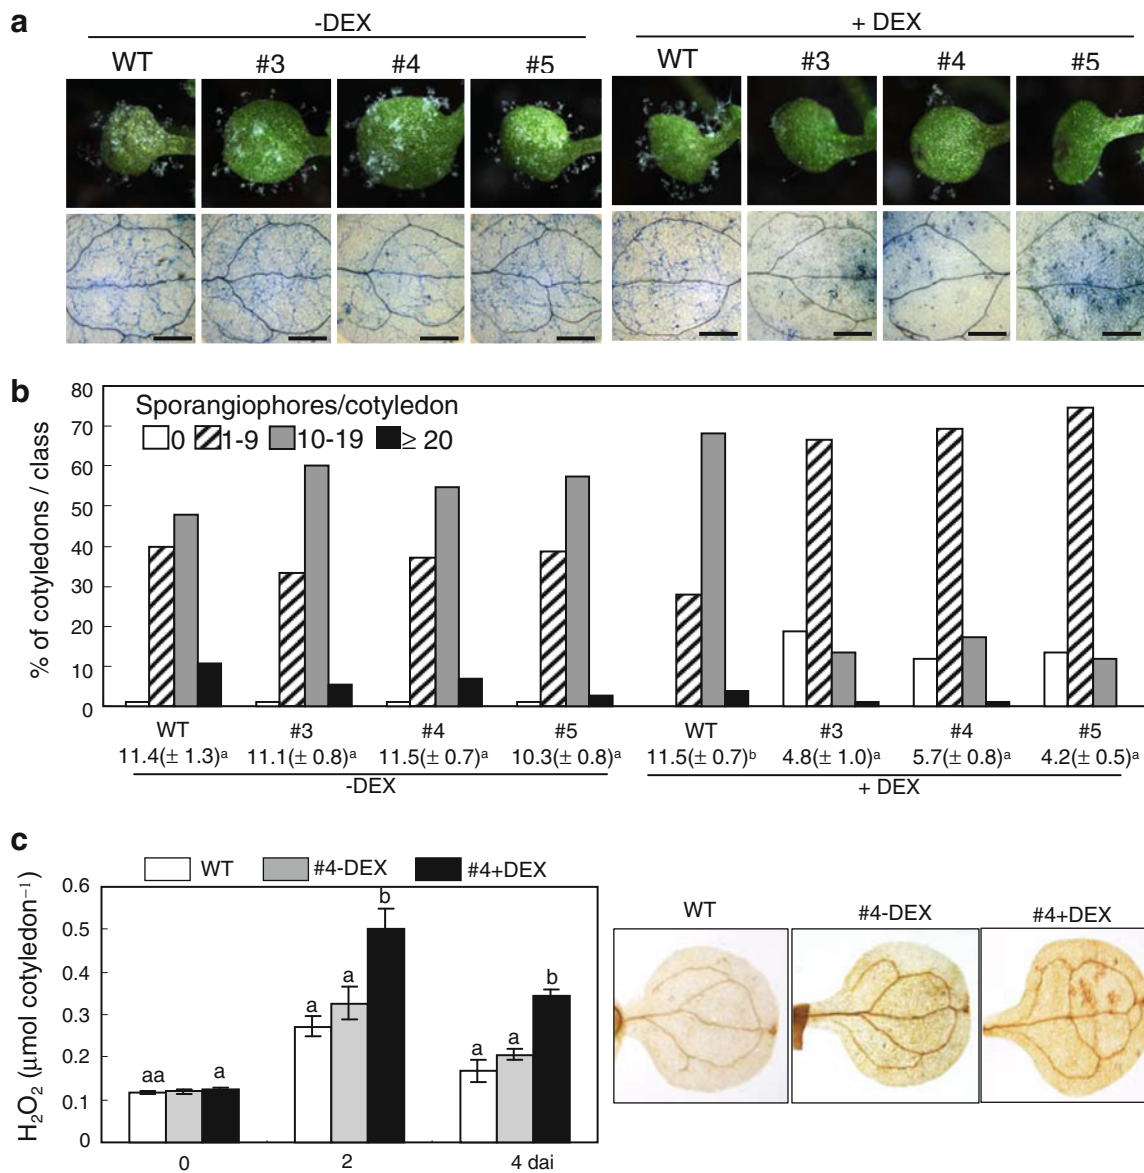 a
-DEX
+ DEX
WT #3 #4 #5 WT #3 #4 #5
b
Sporangiophores/cotyledon
0 1-9 10-19 ≥ 20
% of cotyledons / class
80
70
60
50
40
30
20
10
0
WT #3 #4 #5 WT #3 #4 #5
11.4(± 1.3)ᵃ 11.1(± 0.8)ᵃ 11.5(± 0.7)ᵃ 10.3(± 0.8)ᵃ 11.5(± 0.7)ᵇ 4.8(± 1.0)ᵃ 5.7(± 0.8)ᵃ 4.2(± 0.5)ᵃ
-DEX
+ DEX
c
WT #4-DEX #4+DEX
H₂O₂ (μmol cotyledon⁻¹)
0.6
0.5
0.4
0.3
0.2
0.1
0
aa a
a a b
a a b
0 2 4 dai
WT #4-DEX #4+DEX